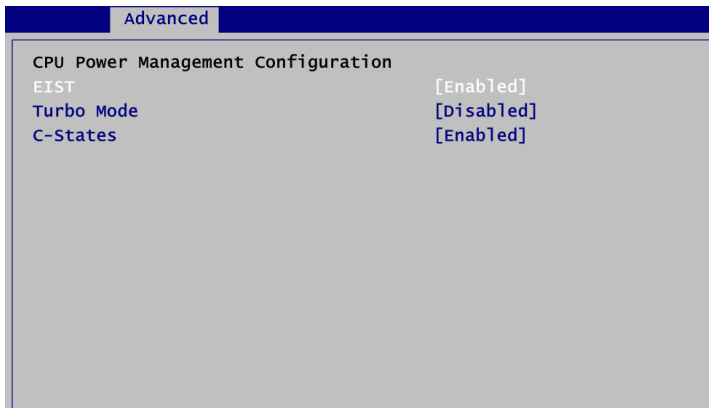 Advanced
CPU Power Management Configuration
EIST [Enabled]
Turbo Mode [Disabled]
C-States [Enabled]